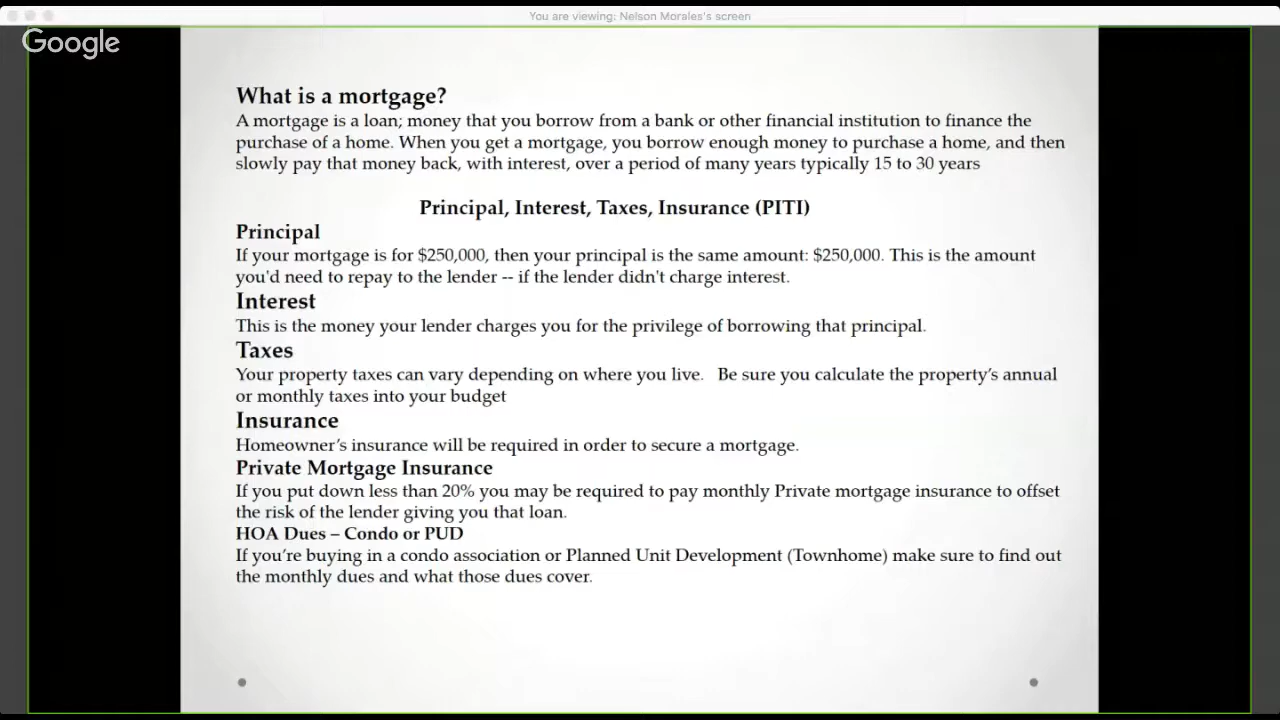 You are viewing: Nelson Morales's screen
Google
What is a mortgage?
A mortgage is a loan; money that you borrow from a bank or other financial institution to finance the
purchase of a home. When you get a mortgage, you borrow enough money to purchase a home, and then
slowly pay that money back, with interest, over a period of many years typically 15 to 30 years
Principal, Interest, Taxes, Insurance (PITI)
Principal
If your mortgage is for $250,000, then your principal is the same amount: $250,000. This is the amount
you'd need to repay to the lender -- if the lender didn't charge interest.
Interest
This is the money your lender charges you for the privilege of borrowing that principal.
Taxes
Your property taxes can vary depending on where you live.   Be sure you calculate the property's annual
or monthly taxes into your budget
Insurance
Homeowner's insurance will be required in order to secure a mortgage.
Private Mortgage Insurance
If you put down less than 20% you may be required to pay monthly Private mortgage insurance to offset
the risk of the lender giving you that loan.
HOA Dues – Condo or PUD
If you're buying in a condo association or Planned Unit Development (Townhome) make sure to find out
the monthly dues and what those dues cover.